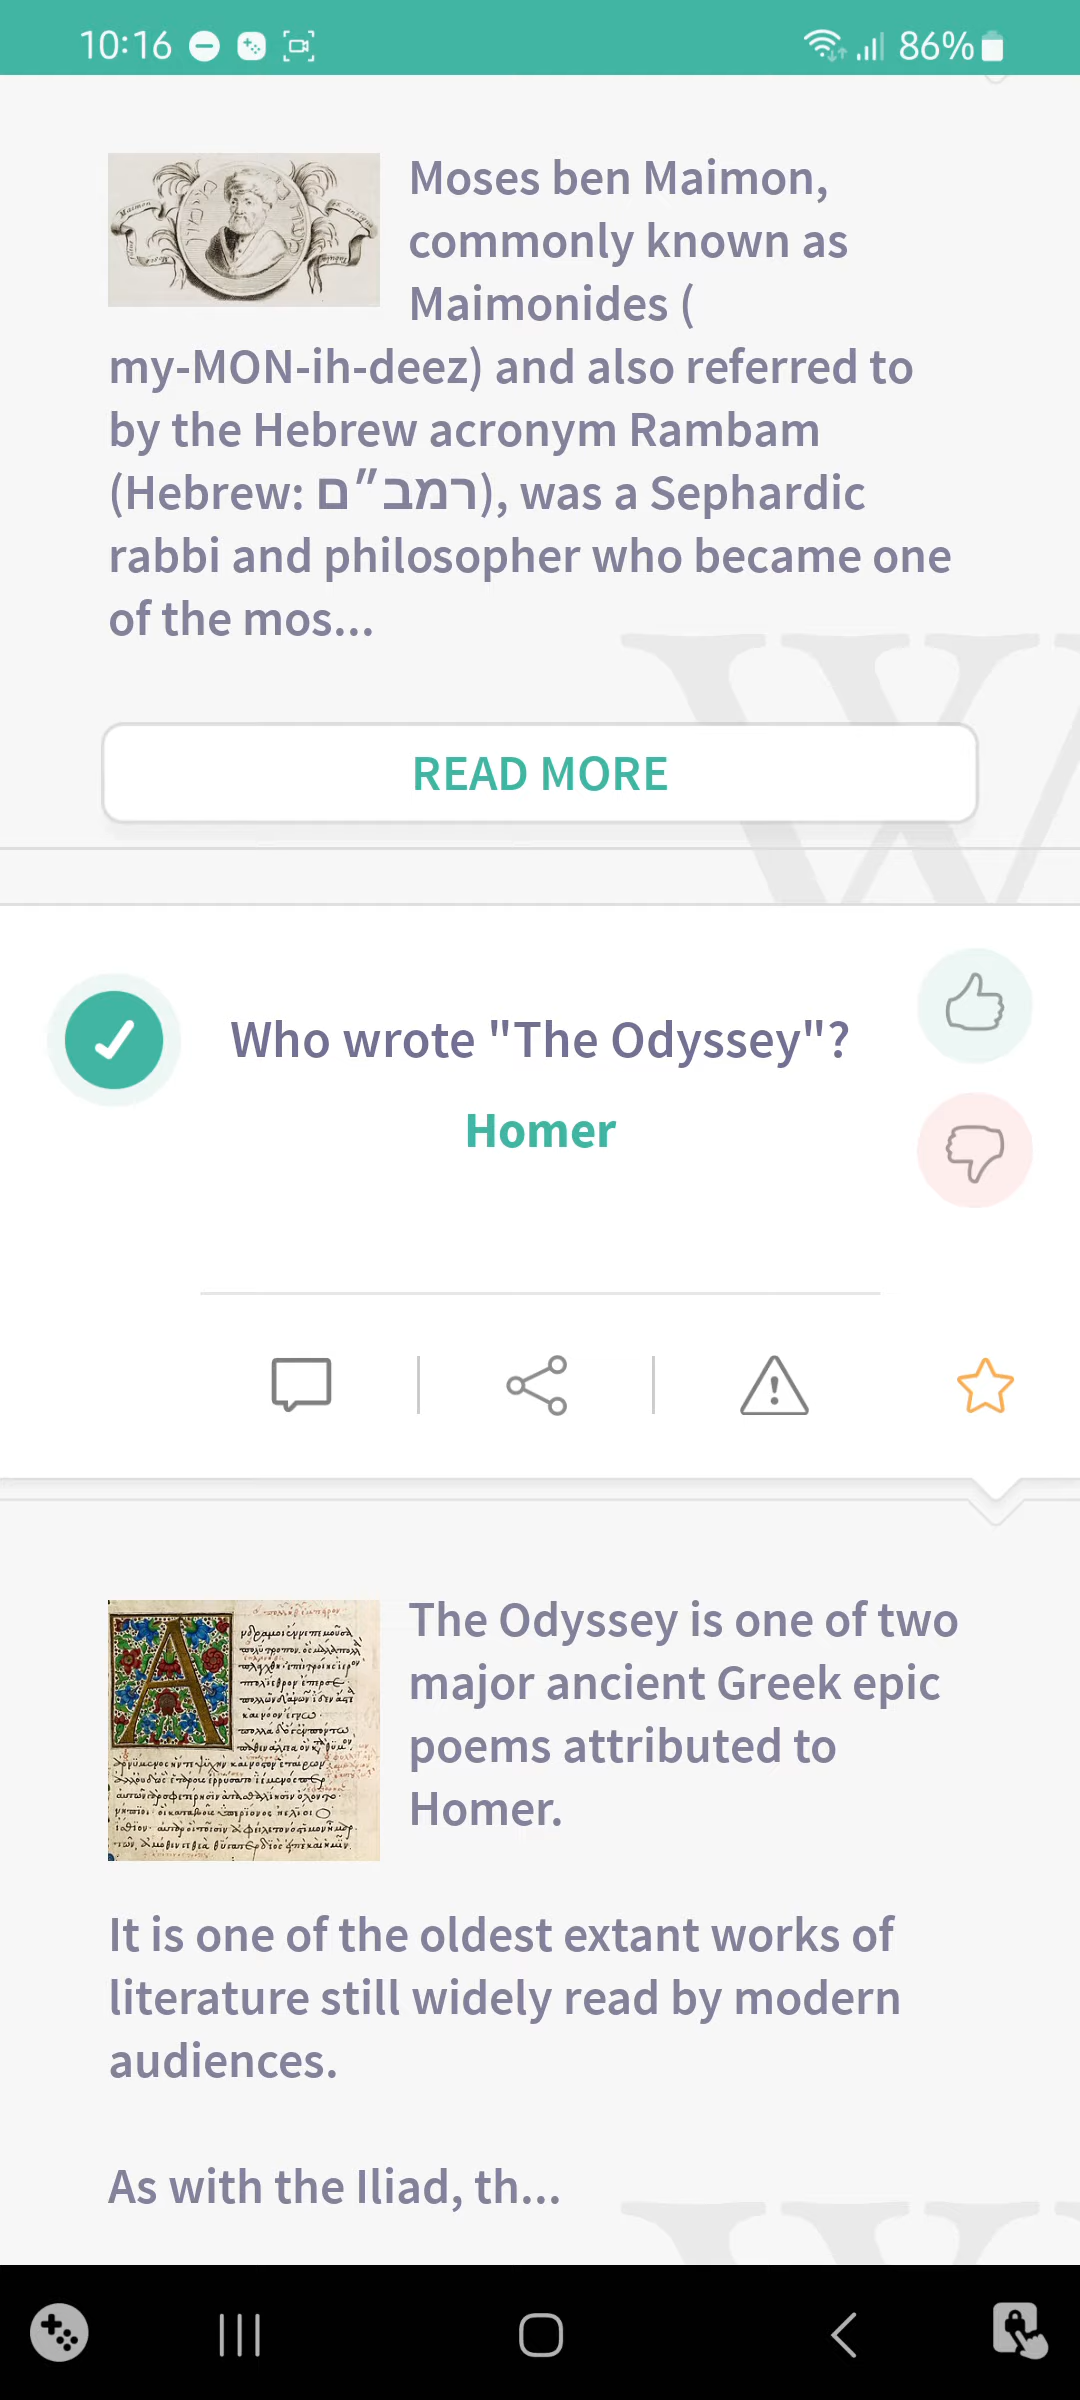 10:16
86%
Moses ben Maimon,
commonly known as
Maimonides (
my-MON-ih-deez) and also referred to
by the Hebrew acronym Rambam
(Hebrew: רמב״ם), was a Sephardic
rabbi and philosopher who became one
of the mos...
READ MORE
Who wrote "The Odyssey"?
Homer
The Odyssey is one of two
major ancient Greek epic
poems attributed to
Homer.
It is one of the oldest extant works of
literature still widely read by modern
audiences.
As with the Iliad, th...